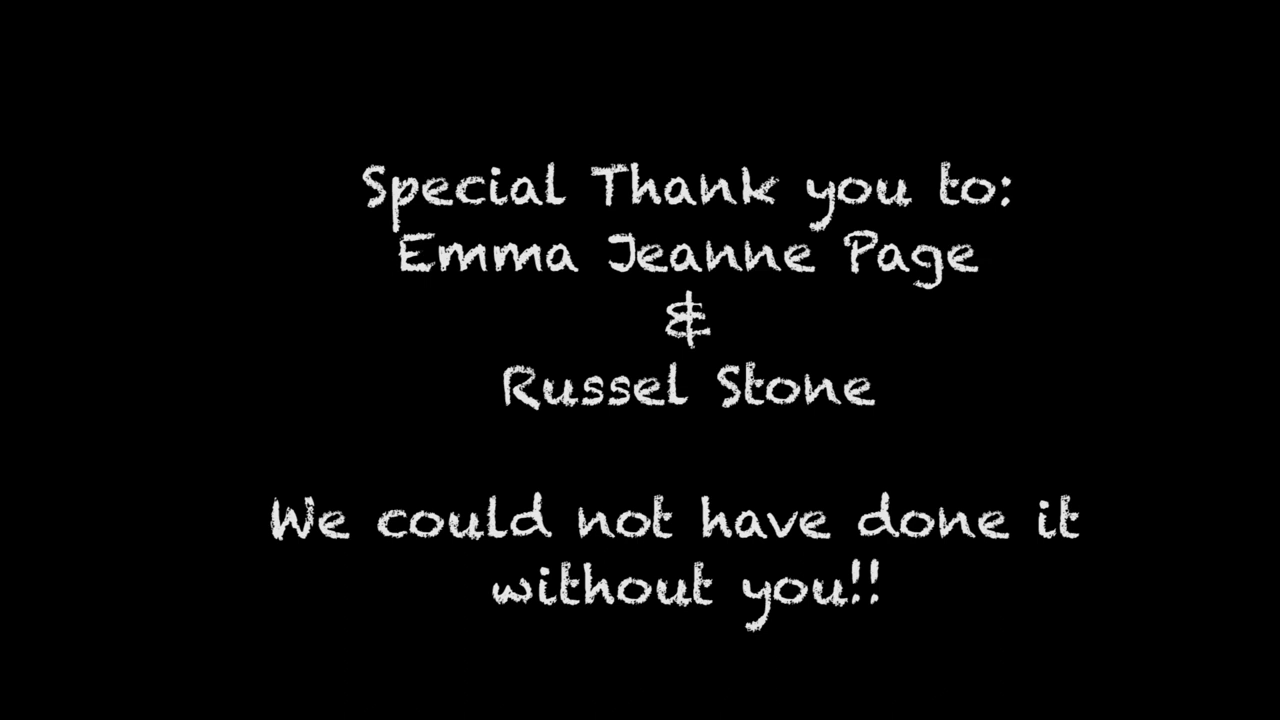 Special Thank you to:
Emma Jeanne Page
&
Russel Stone
We could not have done it
without you!!